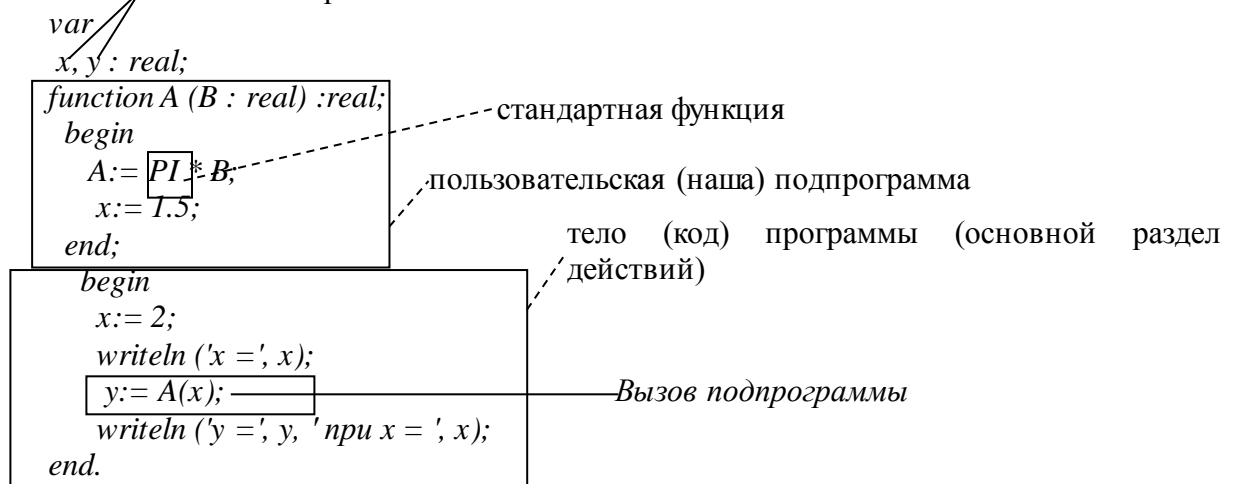 var
x, y : real;
function A (B : real) :real;
стандартная функция
begin
A:= PI * B;
пользовательская (наша) подпрограмма
x:= 1.5;
end;
тело (код) программы (основной раздел
действий)
begin
x:= 2;
writeln ('x =', x);
y:= A(x);
Вызов подпрограммы
writeln ('y =', y, ' при x = ', x);
end.